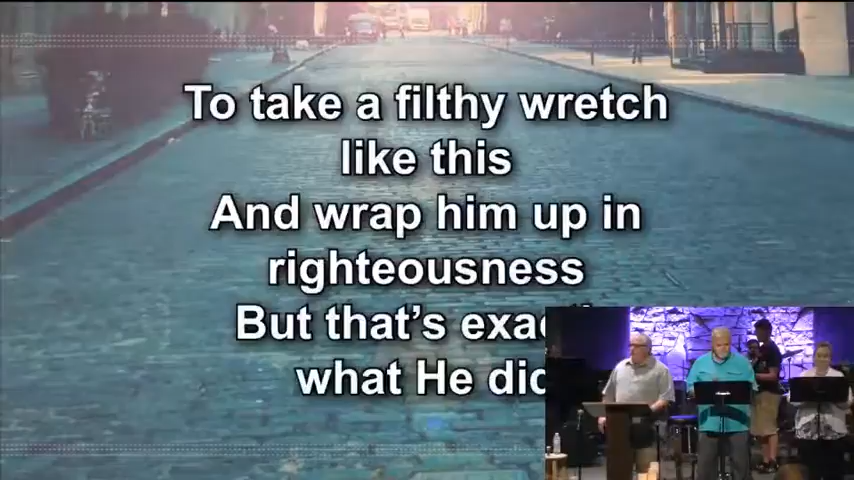 To take a filthy wretch
like this
And wrap him up in
righteousness
But that's
what He